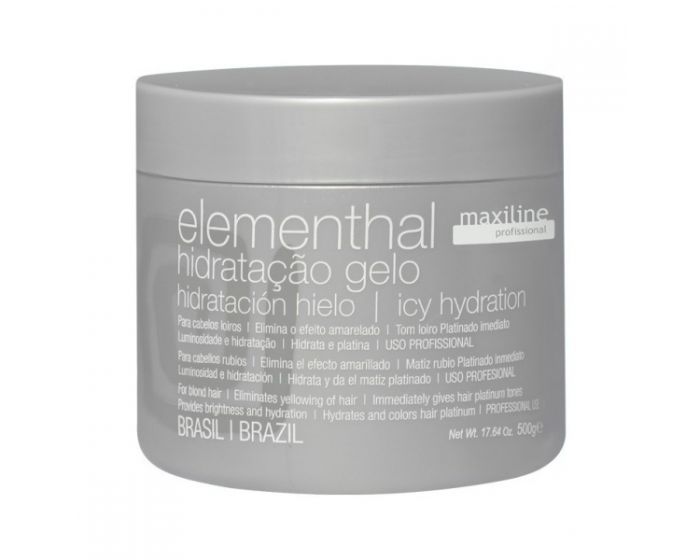 elementhal
maxiline
profissional
hidratação gelo
hidratación hielo | icy hydration
Para cabelos loiros | Elimina o efeito amarelado | Tom loiro Platinado imediato
Luminosidade e hidratação | Hidrata e platina | USO PROFISSIONAL
Para cabellos rubios | Elimina el efecto amarillado | Matiz rubio Platinado inmediato
Luminosidad e hidratación | Hidrata y da el matiz platinado | USO PROFESIONAL
For blond hair | Eliminates yellowing of hair | Immediately gives hair platinum tones
Provides brightness and hydration | Hydrates and colors hair platinum | PROFESSIONAL US
BRASIL | BRAZIL
Net Wt. 17.64 Oz. 500g℮